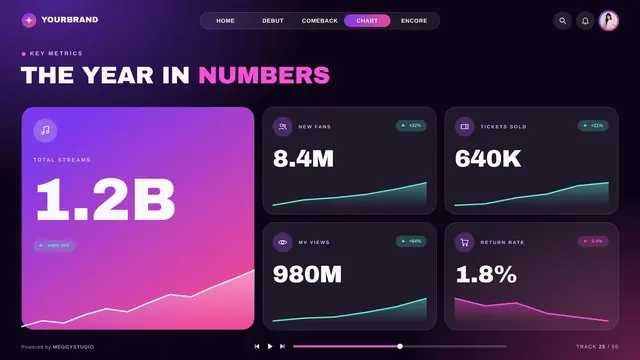 YOURBRAND
HOME DEBUT COMEBACK CHART ENCORE
KEY METRICS
THE YEAR IN NUMBERS
TOTAL STREAMS
1.2B
NEW FANS
+32%
8.4M
TICKETS SOLD
+21%
640K
MV VIEWS
+64%
980M
RETURN RATE
1.8%
Powered by MEGGYSTUDIO
TRACK 25 / 50